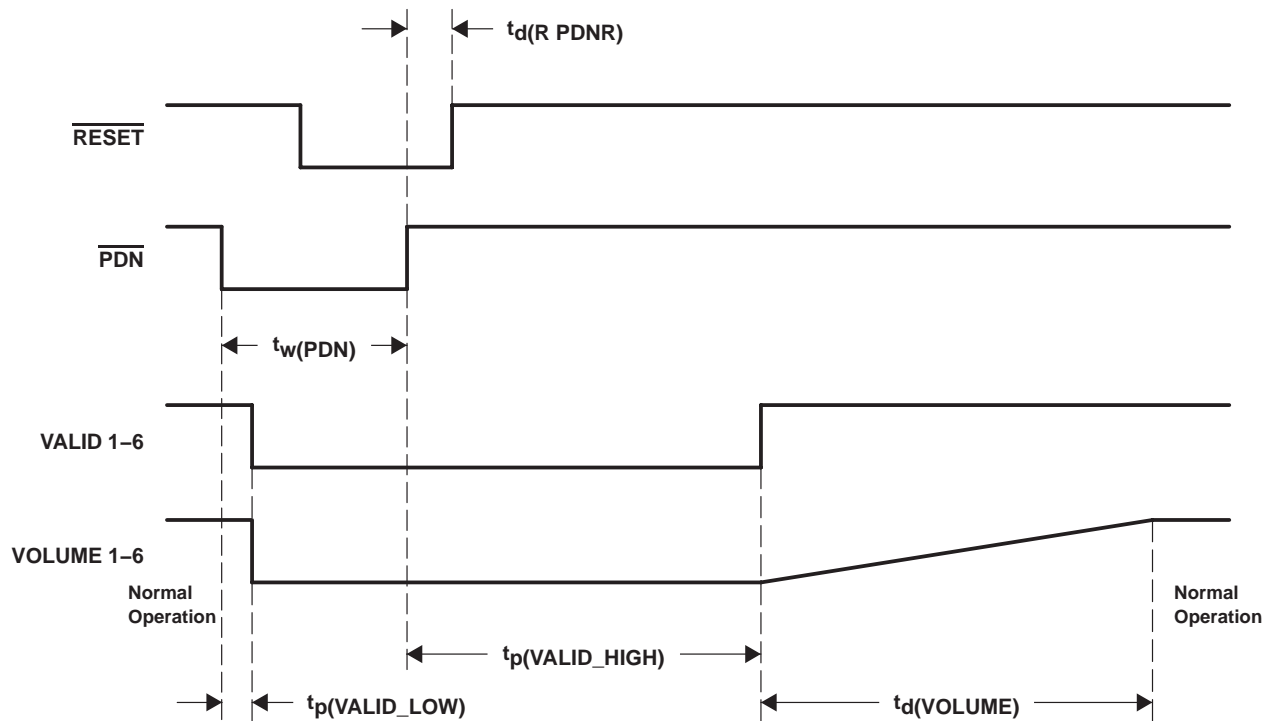 td(R PDNR)
RESET
PDN
tw(PDN)
VALID 1–6
VOLUME 1–6
Normal
Operation
Normal
Operation
tp(VALID_HIGH)
tp(VALID_LOW)
td(VOLUME)